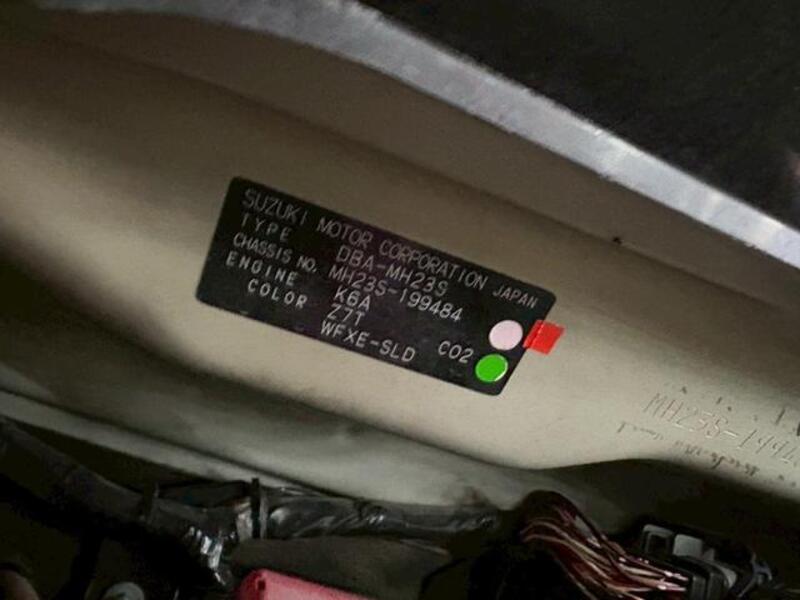 SUZUKI MOTOR CORPORATION JAPAN
TYPE DBA-MH23S
CHASSIS NO. MH23S-199484
ENGINE K6A
COLOR Z7T
WFXE-SLD C02